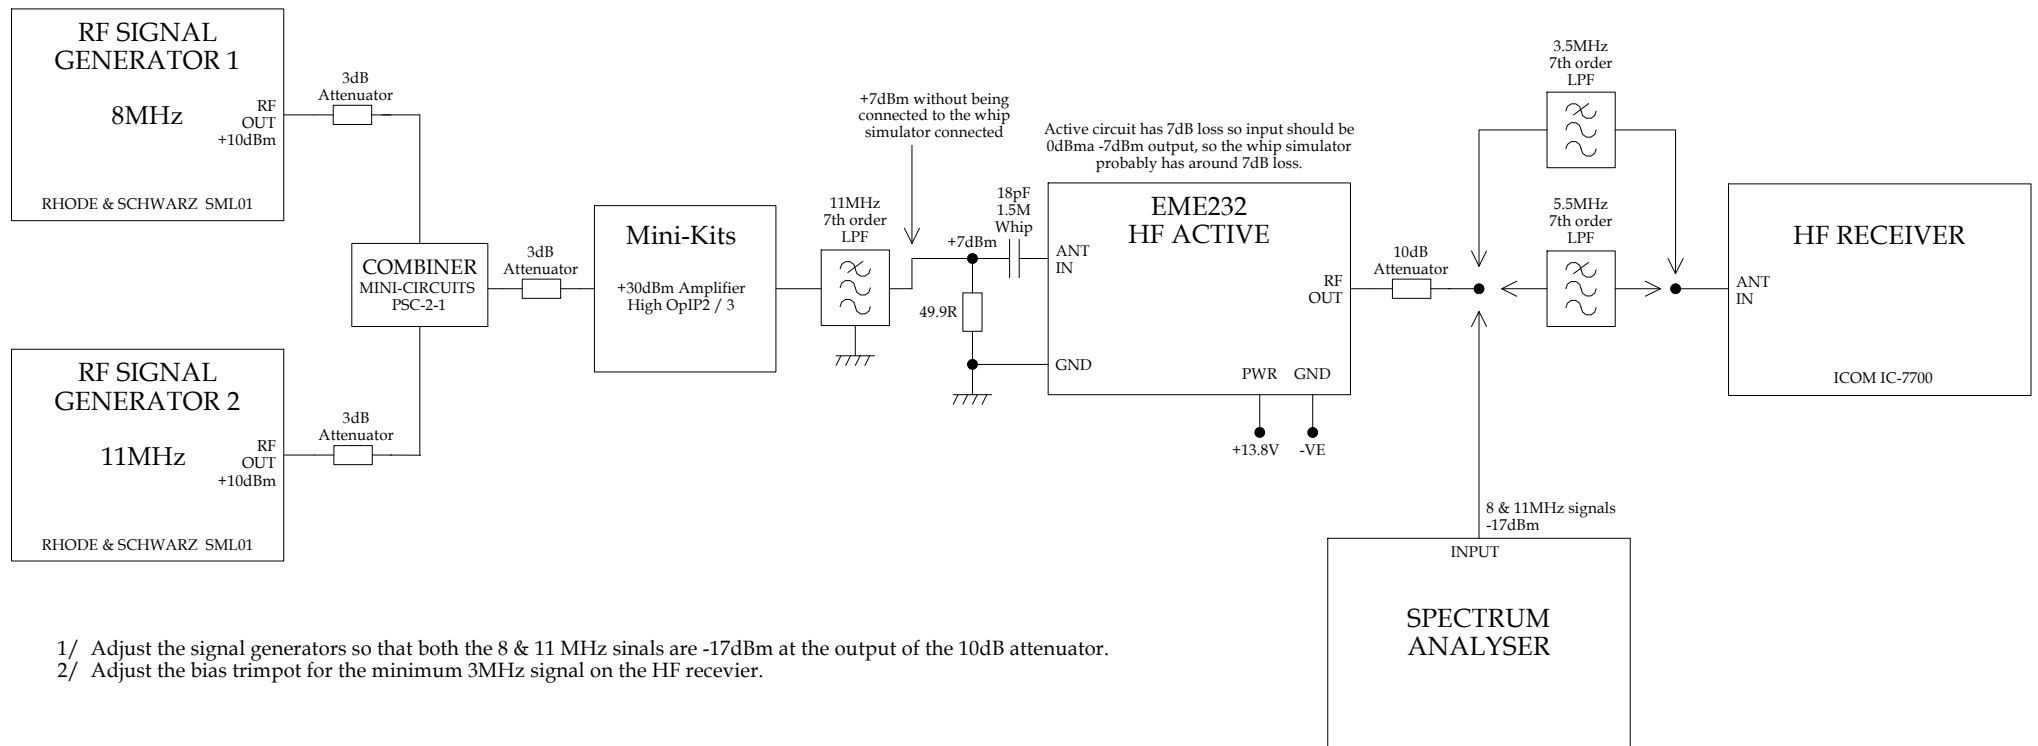 RF SIGNAL
GENERATOR 1
8MHz
RF
OUT
+10dBm
RHODE & SCHWARZ  SML01
3dB
Attenuator
RF SIGNAL
GENERATOR 2
11MHz
RF
OUT
+10dBm
RHODE & SCHWARZ  SML01
3dB
Attenuator
COMBINER
MINI-CIRCUITS
PSC-2-1
3dB
Attenuator
Mini-Kits
+30dBm Amplifier
High OpIP2 / 3
11MHz
7th order
LPF
+7dBm without being
connected to the whip
simulator connected
+7dBm
49.9R
18pF
1.5M
Whip
Active circuit has 7dB loss so input should be
0dBma -7dBm output, so the whip simulator
probably has around 7dB loss.
EME232
HF ACTIVE
ANT
IN
GND
RF
OUT
PWR
GND
+13.8V
-VE
10dB
Attenuator
3.5MHz
7th order
LPF
5.5MHz
7th order
LPF
HF RECEIVER
ANT
IN
ICOM IC-7700
8 & 11MHz signals
-17dBm
INPUT
SPECTRUM
ANALYSER
1/  Adjust the signal generators so that both the 8 & 11 MHz sinals are -17dBm at the output of the 10dB attenuator.
2/  Adjust the bias trimpot for the minimum 3MHz signal on the HF recevier.